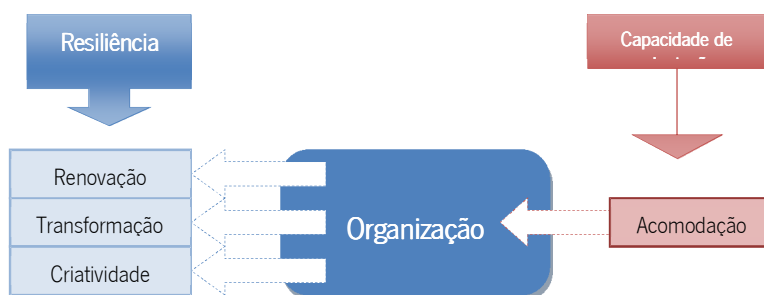 Resiliência
Capacidade de
Renovação
Transformação
Organização
Acomodação
Criatividade